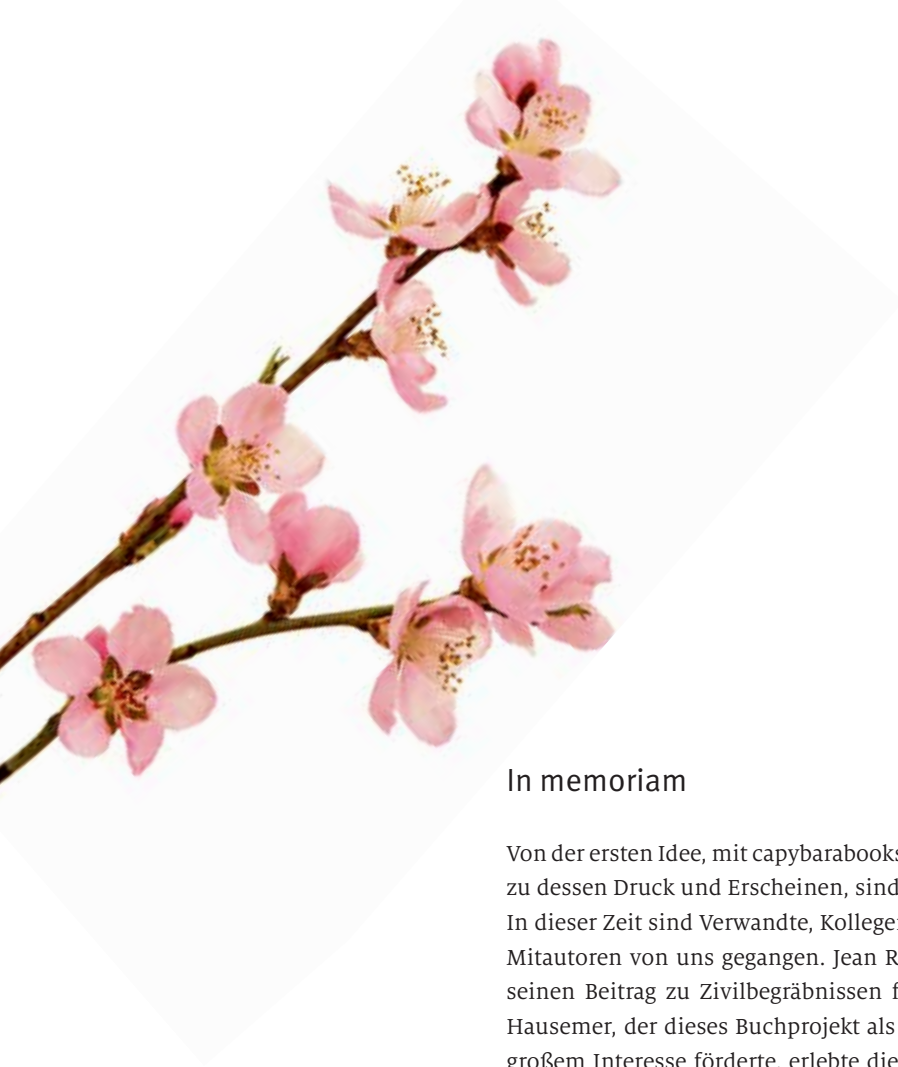 In memoriam
Von der ersten Idee, mit capybarabooks
zu dessen Druck und Erscheinen, sind
In dieser Zeit sind Verwandte, Kollege
Mitautoren von uns gegangen. Jean R
seinen Beitrag zu Zivilbegräbnissen f
Hausemer, der dieses Buchprojekt als
großem Interesse förderte, erlebte die